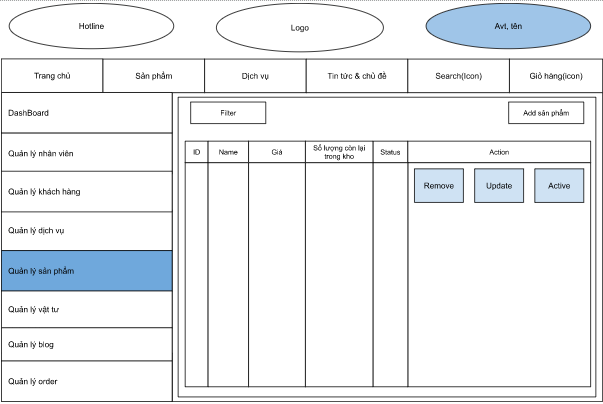 Hotline
Logo
Avt, tên
Trang chủ
Sản phẩm
Dịch vụ
Tin tức & chủ đề
Search(Icon)
Giỏ hàng(icon)
DashBoard
Quản lý nhân viên
Quản lý khách hàng
Quản lý dịch vụ
Quản lý sản phẩm
Quản lý vật tư
Quản lý blog
Quản lý order
Filter
Add sản phẩm
ID
Name
Giá
Số lượng còn lại
trong kho
Status
Action
Remove
Update
Active